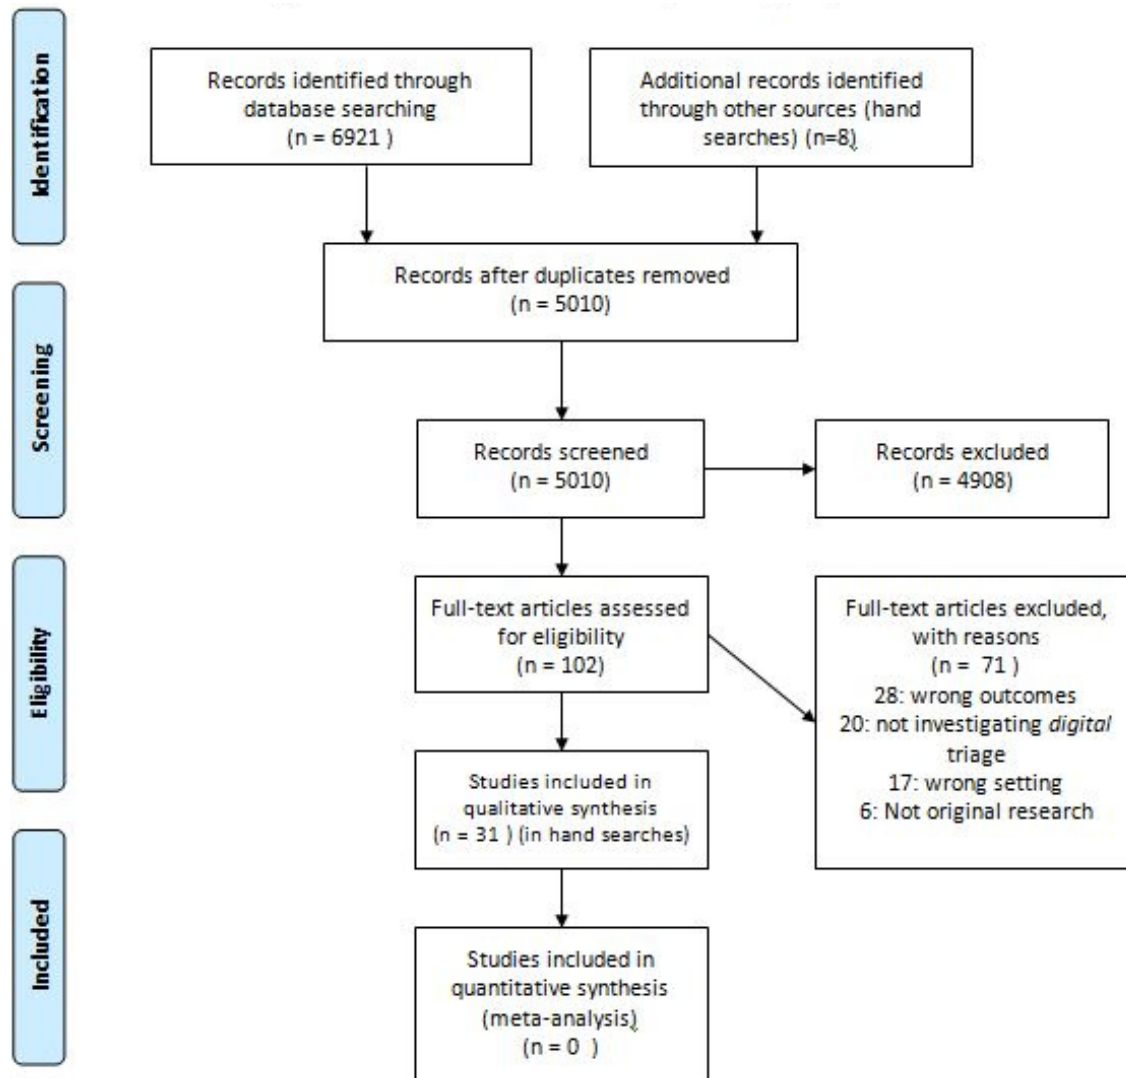 Identification
Records identified through
database searching
(n = 6921 )
Additional records identified
through other sources (hand
searches) (n=8)
Records after duplicates removed
(n = 5010)
Screening
Records screened
(n = 5010)
Records excluded
(n = 4908)
Eligibility
Full-text articles assessed
for eligibility
(n = 102)
Full-text articles excluded,
with reasons
(n = 71 )
28: wrong outcomes
20: not investigating digital
triage
17: wrong setting
6: Not original research
Studies included in
qualitative synthesis
(n = 31 ) (in hand searches)
Included
Studies included in
quantitative synthesis
(meta-analysis)
(n = 0 )